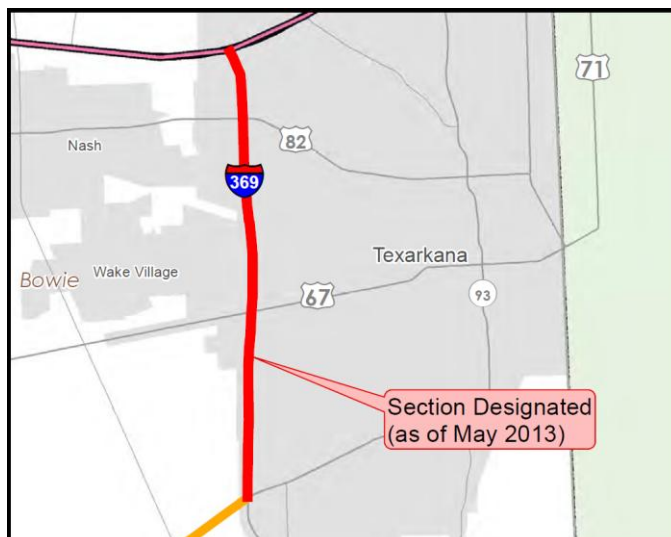 71
82
Nash
369
Texarkana
Bowie
Wake Village
67
93
Section Designated
(as of May 2013)